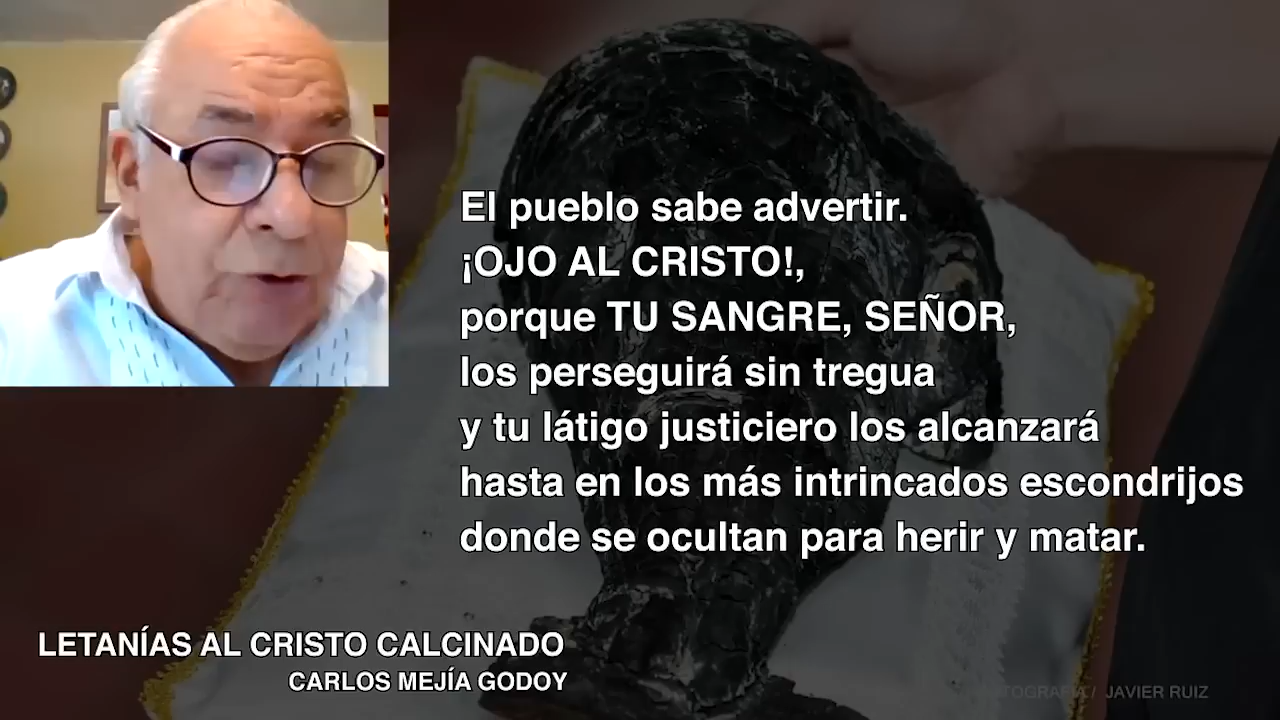 El pueblo sabe advertir.
¡OJO AL CRISTO!,
porque TU SANGRE, SEÑOR,
los perseguirá sin tregua
y tu látigo justiciero los alcanzará
hasta en los más intrincados escondrijos
donde se ocultan para herir y matar.
LETANÍAS AL CRISTO CALCINADO
CARLOS MEJÍA GODOY
/ JAVIER RUIZ